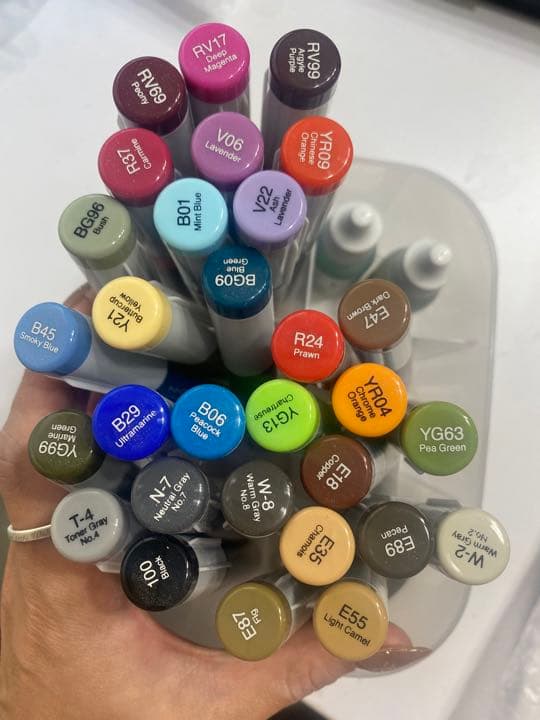 RV17
Deep
Magenta
RV99
Argyle
Purple
RV69
Peony
V06
Lavender
YR09
Chinese
Orange
R37
Carmine
B01
Mint Blue
V22
Ash
Lavender
BG96
Bush
BG09
Blue
Green
Y21
Buttercup
Yellow
E47
Dark Brown
B45
Smoky Blue
R24
Prawn
YR04
Chrome
Orange
B29
Ultramarine
B06
Peacock
Blue
YG13
Chartreuse
YG63
Pea Green
YG99
Marine
Green
N-7
Neutral Gray
No.7
W-8
Warm Gray
No.8
E18
Copper
T-4
Toner Gray
No.4
100
Black
E35
Chamois
E89
Pecan
W-2
Warm Gray
No.2
E87
Fig
E55
Light Camel